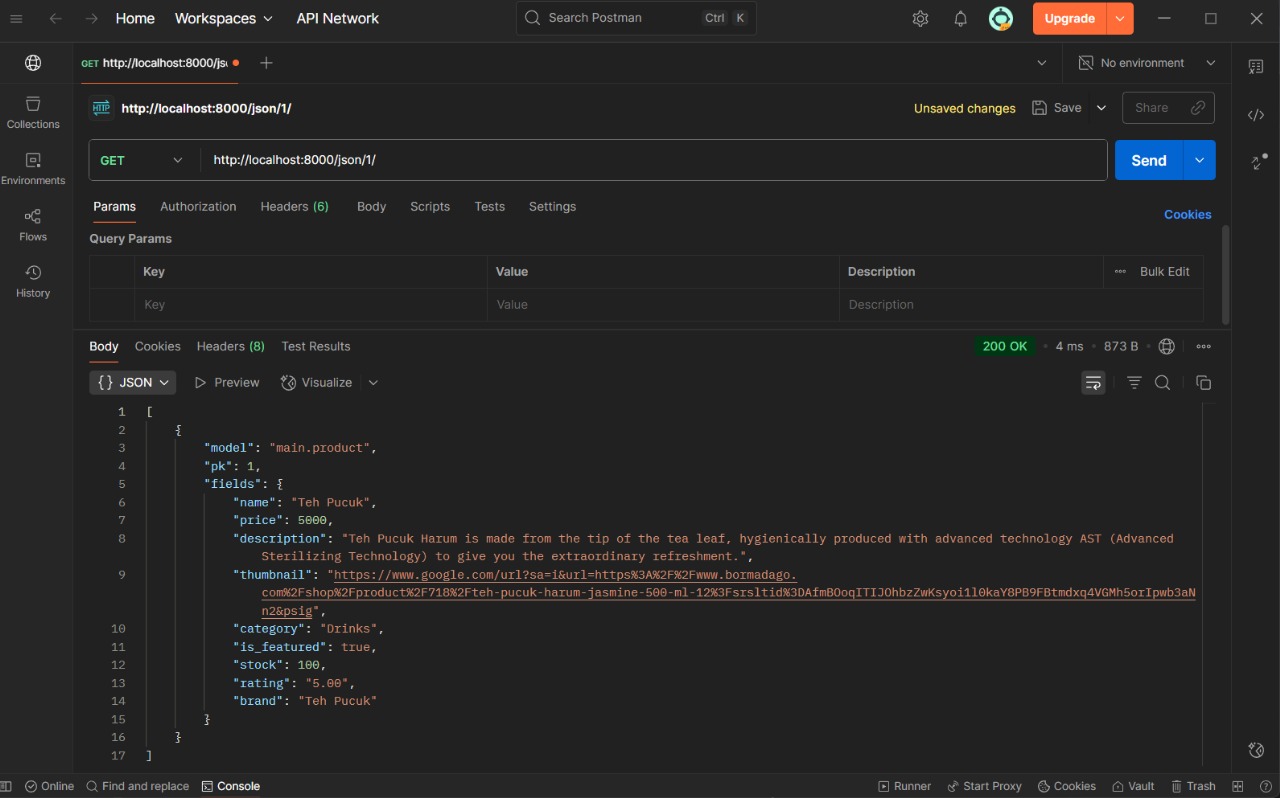 Home Workspaces API Network Search Postman Ctrl K Upgrade
GET http://localhost:8000/js No environment
HTTP http://localhost:8000/json/1/ Unsaved changes Save Share
GET http://localhost:8000/json/1/ Send
Collections
Environments
Flows
History
Params Authorization Headers (6) Body Scripts Tests Settings Cookies
Query Params
Key Value Description Bulk Edit
Key Value Description
Body Cookies Headers (8) Test Results 200 OK • 4 ms • 873 B •
{} JSON Preview Visualize
1 [
2 {
3 "model": "main.product",
4 "pk": 1,
5 "fields": {
6 "name": "Teh Pucuk",
7 "price": 5000,
8 "description": "Teh Pucuk Harum is made from the tip of the tea leaf, hygienically produced with advanced technology AST (Advanced
Sterilizing Technology) to give you the extraordinary refreshment.",
9 "thumbnail": "https://www.google.com/url?sa=i&url=https%3A%2F%2Fwww.bormadago.
com%2Fshop%2Fproduct%2F718%2Fteh-pucuk-harum-jasmine-500-ml-12%3Fsrsltid%3DAfmBOoqITIJOhbzZwKsyoi1l0kaY8PB9FBtmdxq4VGMh5orIpwb3aN
n2&psig",
10 "category": "Drinks",
11 "is_featured": true,
12 "stock": 100,
13 "rating": "5.00",
14 "brand": "Teh Pucuk"
15 }
16 }
17 ]
Online Find and replace Console Runner Start Proxy Cookies Vault Trash